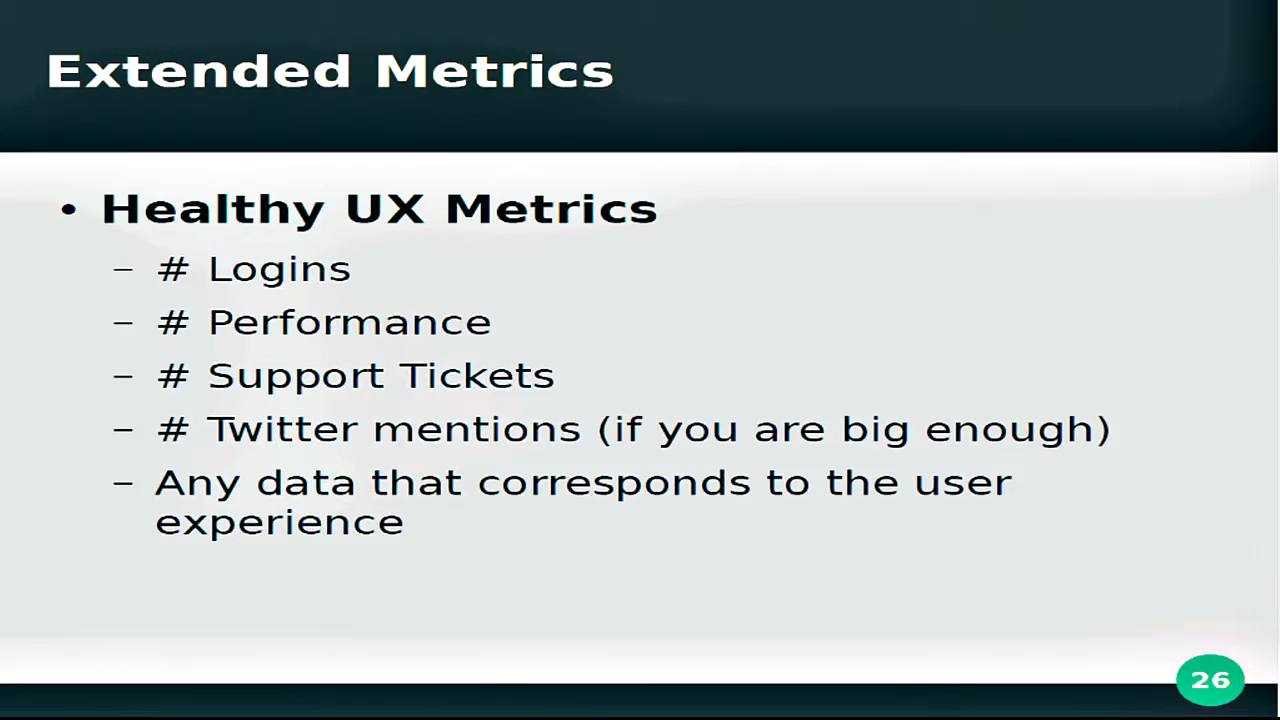 Extended Metrics
• Healthy UX Metrics
– # Logins
– # Performance
– # Support Tickets
– # Twitter mentions (if you are big enough)
– Any data that corresponds to the user
experience
26